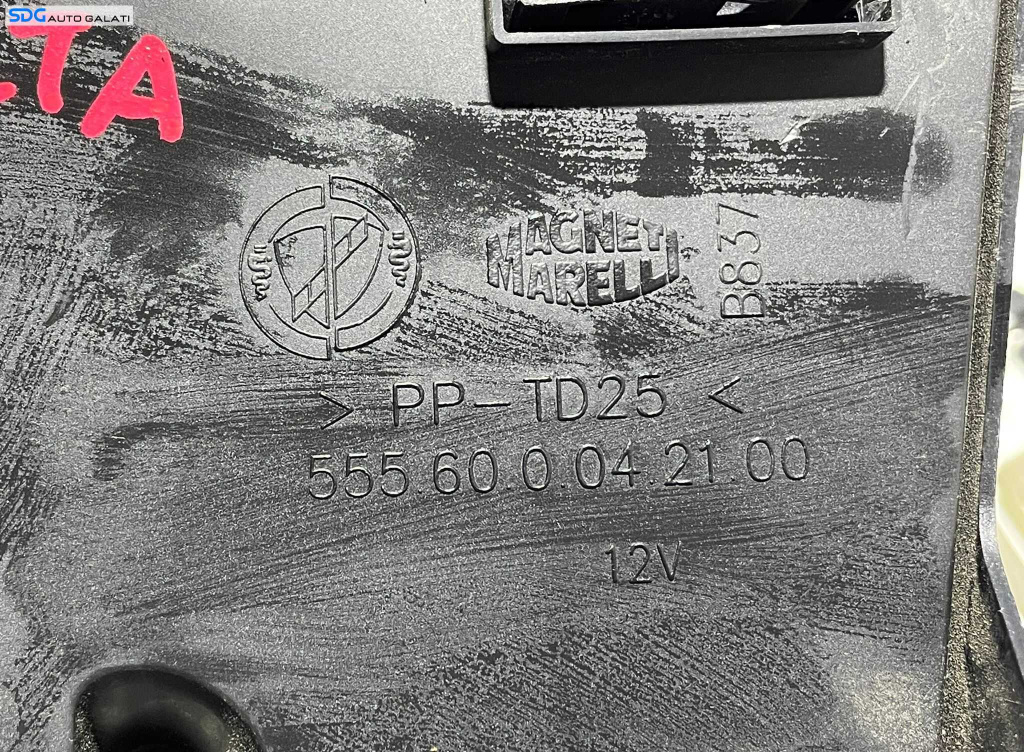 SDG AUTO GALATI
TA
MAGNETI
MARELLI
B837
> PP-TD25 <
555.60.0.04.21.00
12V